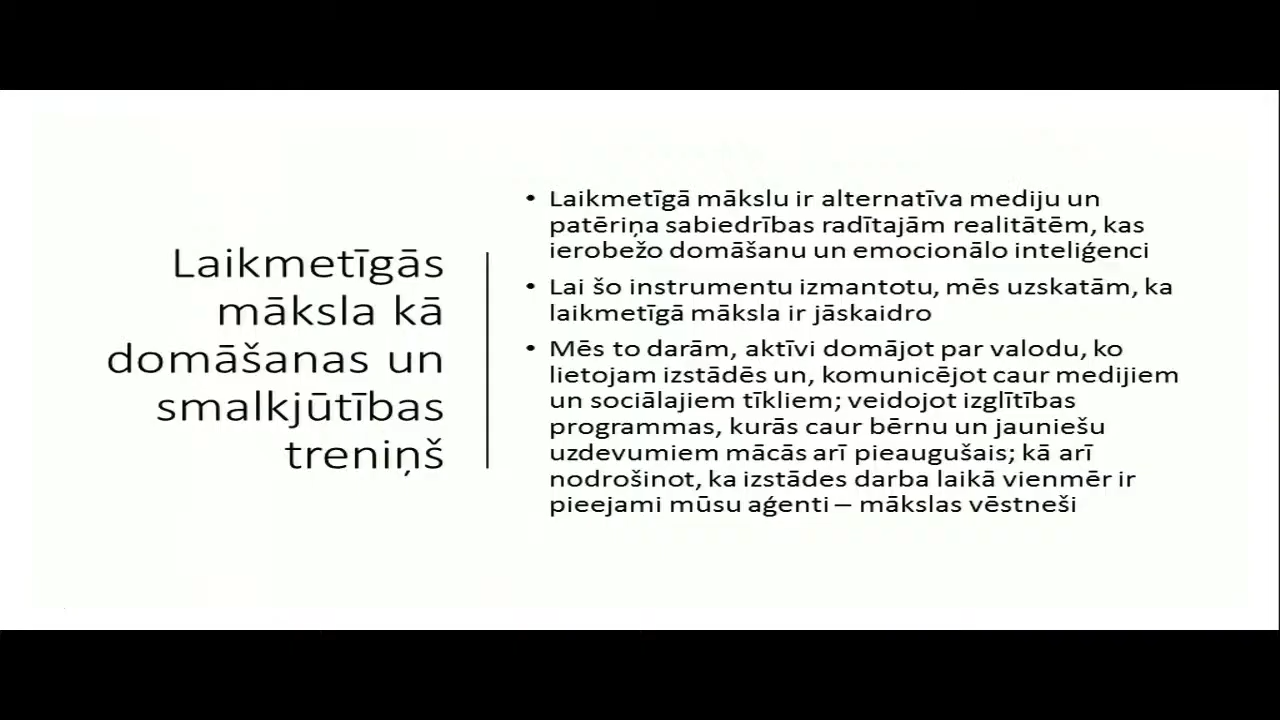 Laikmetīgās
māksla kā
domāšanas un
smalkjūtības
treniņš
• Laikmetīgā mākslu ir alternatīva mediju un
patēriņa sabiedrības radītajām realitātēm, kas
ierobežo domāšanu un emocionālo inteliģenci
• Lai šo instrumentu izmantotu, mēs uzskatām, ka
laikmetīgā māksla ir jāskaidro
• Mēs to darām, aktīvi domājot par valodu, ko
lietojam izstādēs un, komunicējot caur medijiem
un sociālajiem tīkliem; veidojot izglītības
programmas, kurās caur bērnu un jauniešu
uzdevumiem mācās arī pieaugušais; kā arī
nodrošinot, ka izstādes darba laikā vienmēr ir
pieejami mūsu aģenti – mākslas vēstneši